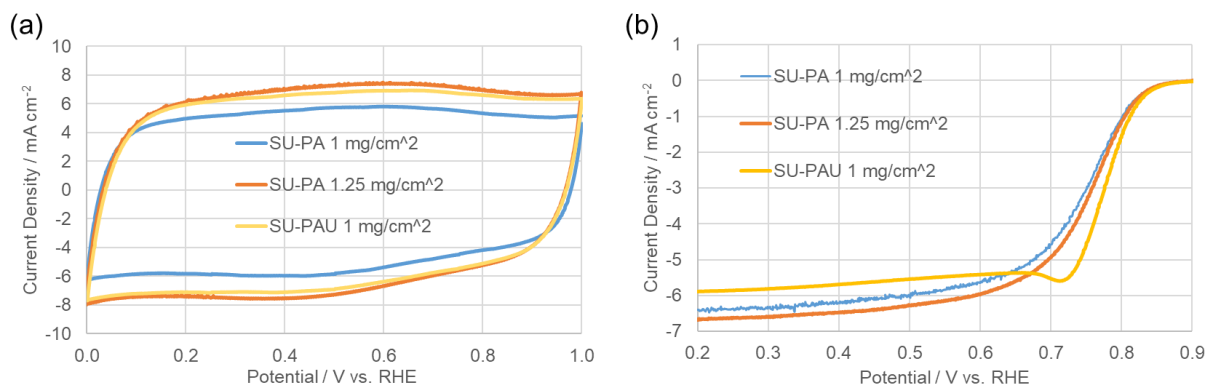 (a)
10
8
6
4
2
0
-2
-4
-6
-8
-10
Current Density / mA cm⁻²
SU-PA 1 mg/cm^2
SU-PA 1.25 mg/cm^2
SU-PAU 1 mg/cm^2
0.0 0.2 0.4 0.6 0.8 1.0
Potential / V vs. RHE
(b)
1
0
-1
-2
-3
-4
-5
-6
-7
Current Density / mA cm⁻²
SU-PA 1 mg/cm^2
SU-PA 1.25 mg/cm^2
SU-PAU 1 mg/cm^2
0.2 0.3 0.4 0.5 0.6 0.7 0.8 0.9
Potential / V vs. RHE